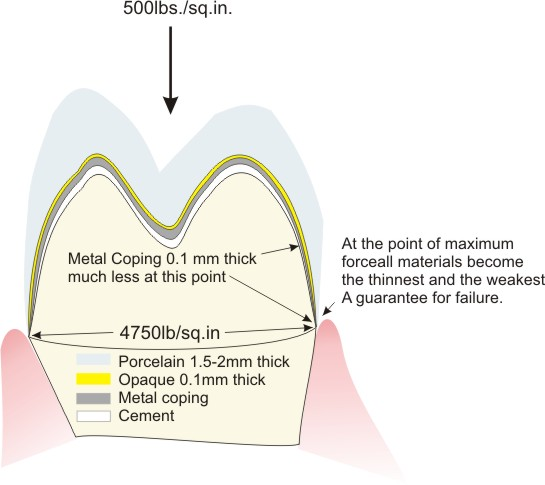 500lbs./sq.in.
Metal Coping 0.1 mm thick
much less at this point
At the point of maximum
forceall materials become
the thinnest and the weakest
A guarantee for failure.
4750lb/sq.in
Porcelain 1.5-2mm thick
Opaque 0.1mm thick
Metal coping
Cement